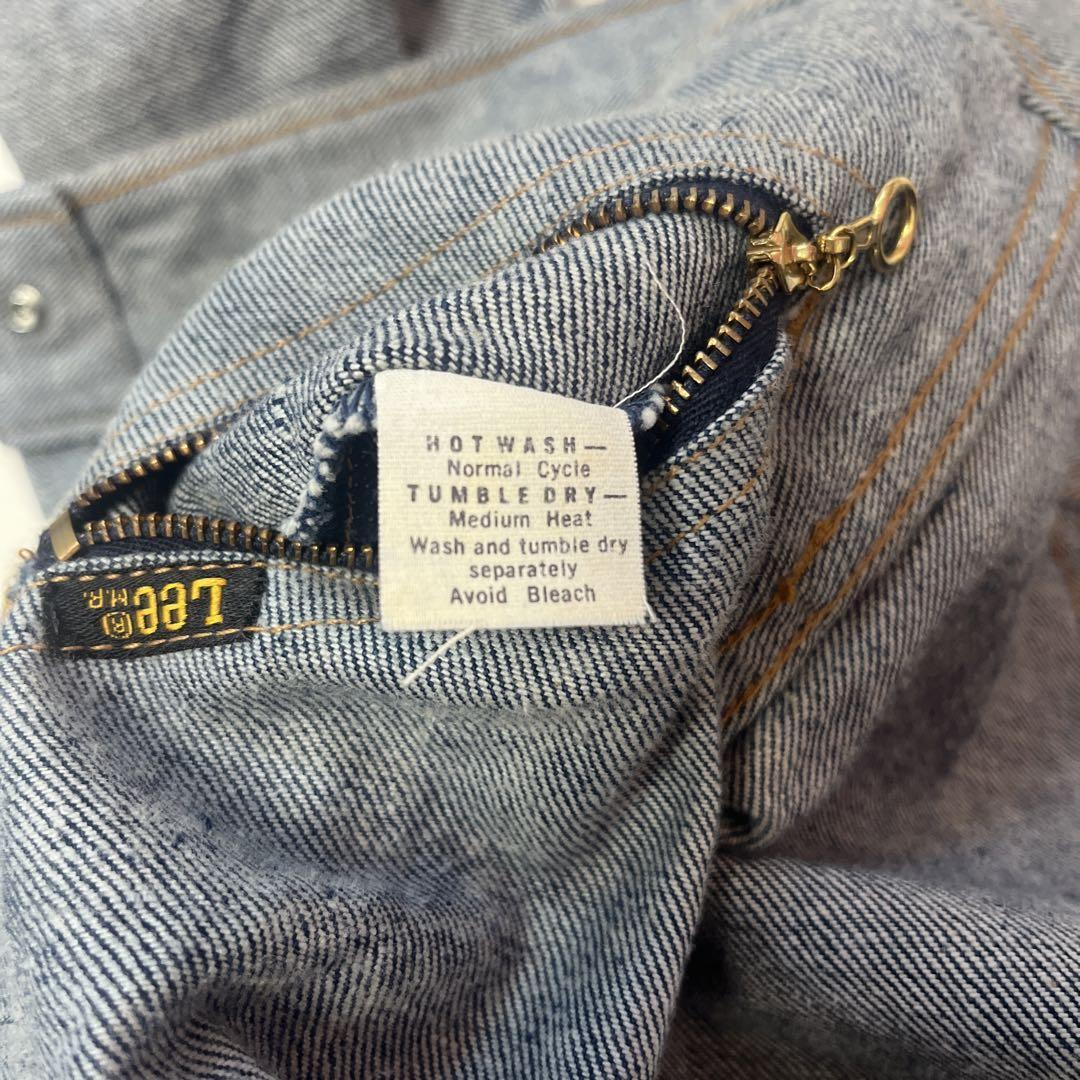 HOT WASH—
Normal Cycle
TUMBLE DRY—
Medium Heat
Wash and tumble dry
separately
Avoid Bleach
Lee®
M.R.